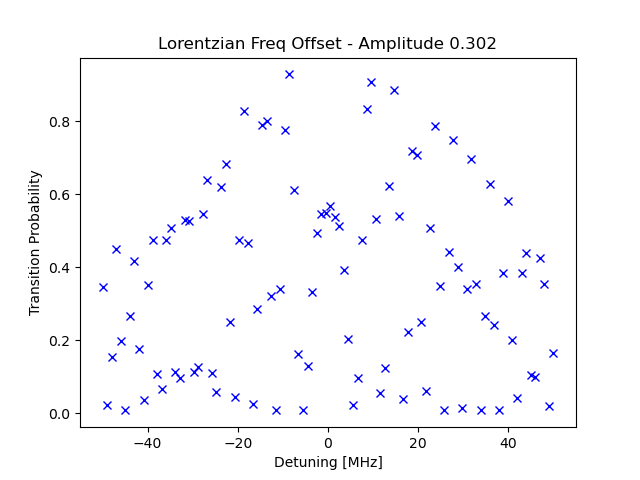 Lorentzian Freq Offset - Amplitude 0.302
Transition Probability
0.8
0.6
0.4
0.2
0.0
−40 −20 0 20 40
Detuning [MHz]